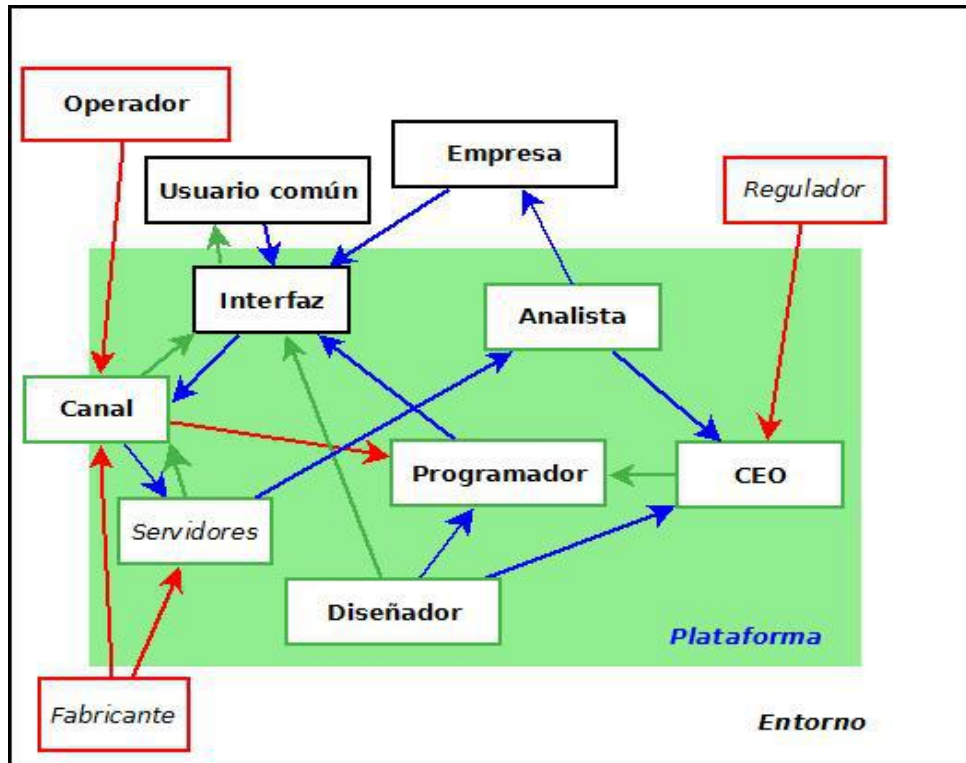 Operador
Empresa
Usuario común
Regulador
Interfaz
Analista
Canal
Programador
CEO
Servidores
Diseñador
Plataforma
Fabricante
Entorno